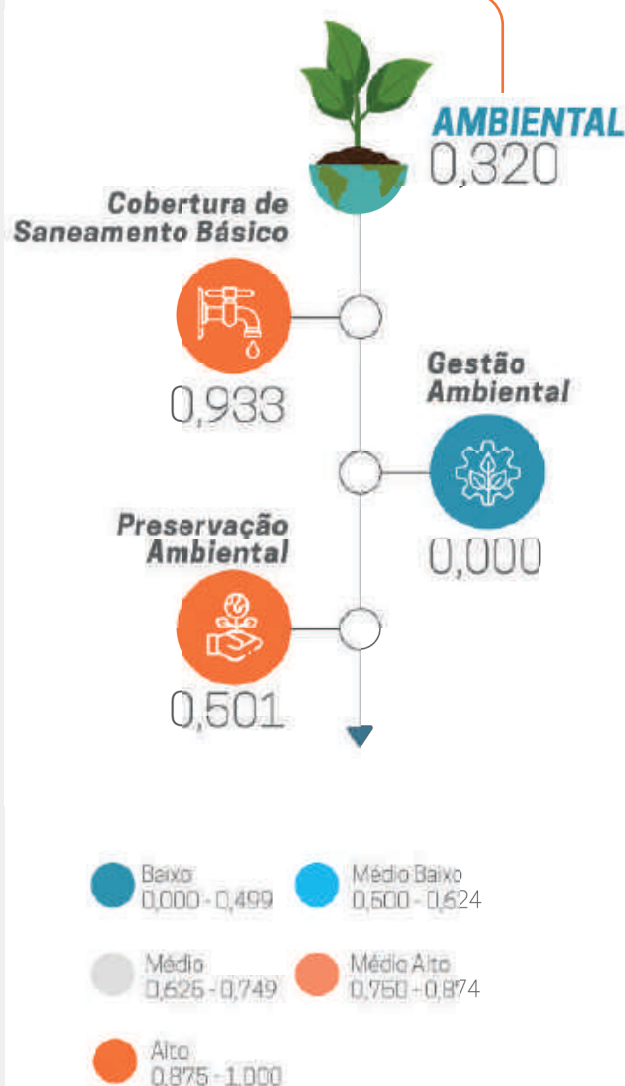 AMBIENTAL
0,320
Cobertura de
Saneamento Básico
0,933
Gestão
Ambiental
0,000
Preservação
Ambiental
0,501
Baixo
0,000 - 0,499
Médio Baixo
0,500 - 0,624
Médio
0,625 - 0,749
Médio Alto
0,750 - 0,874
Alto
0,875 - 1,000